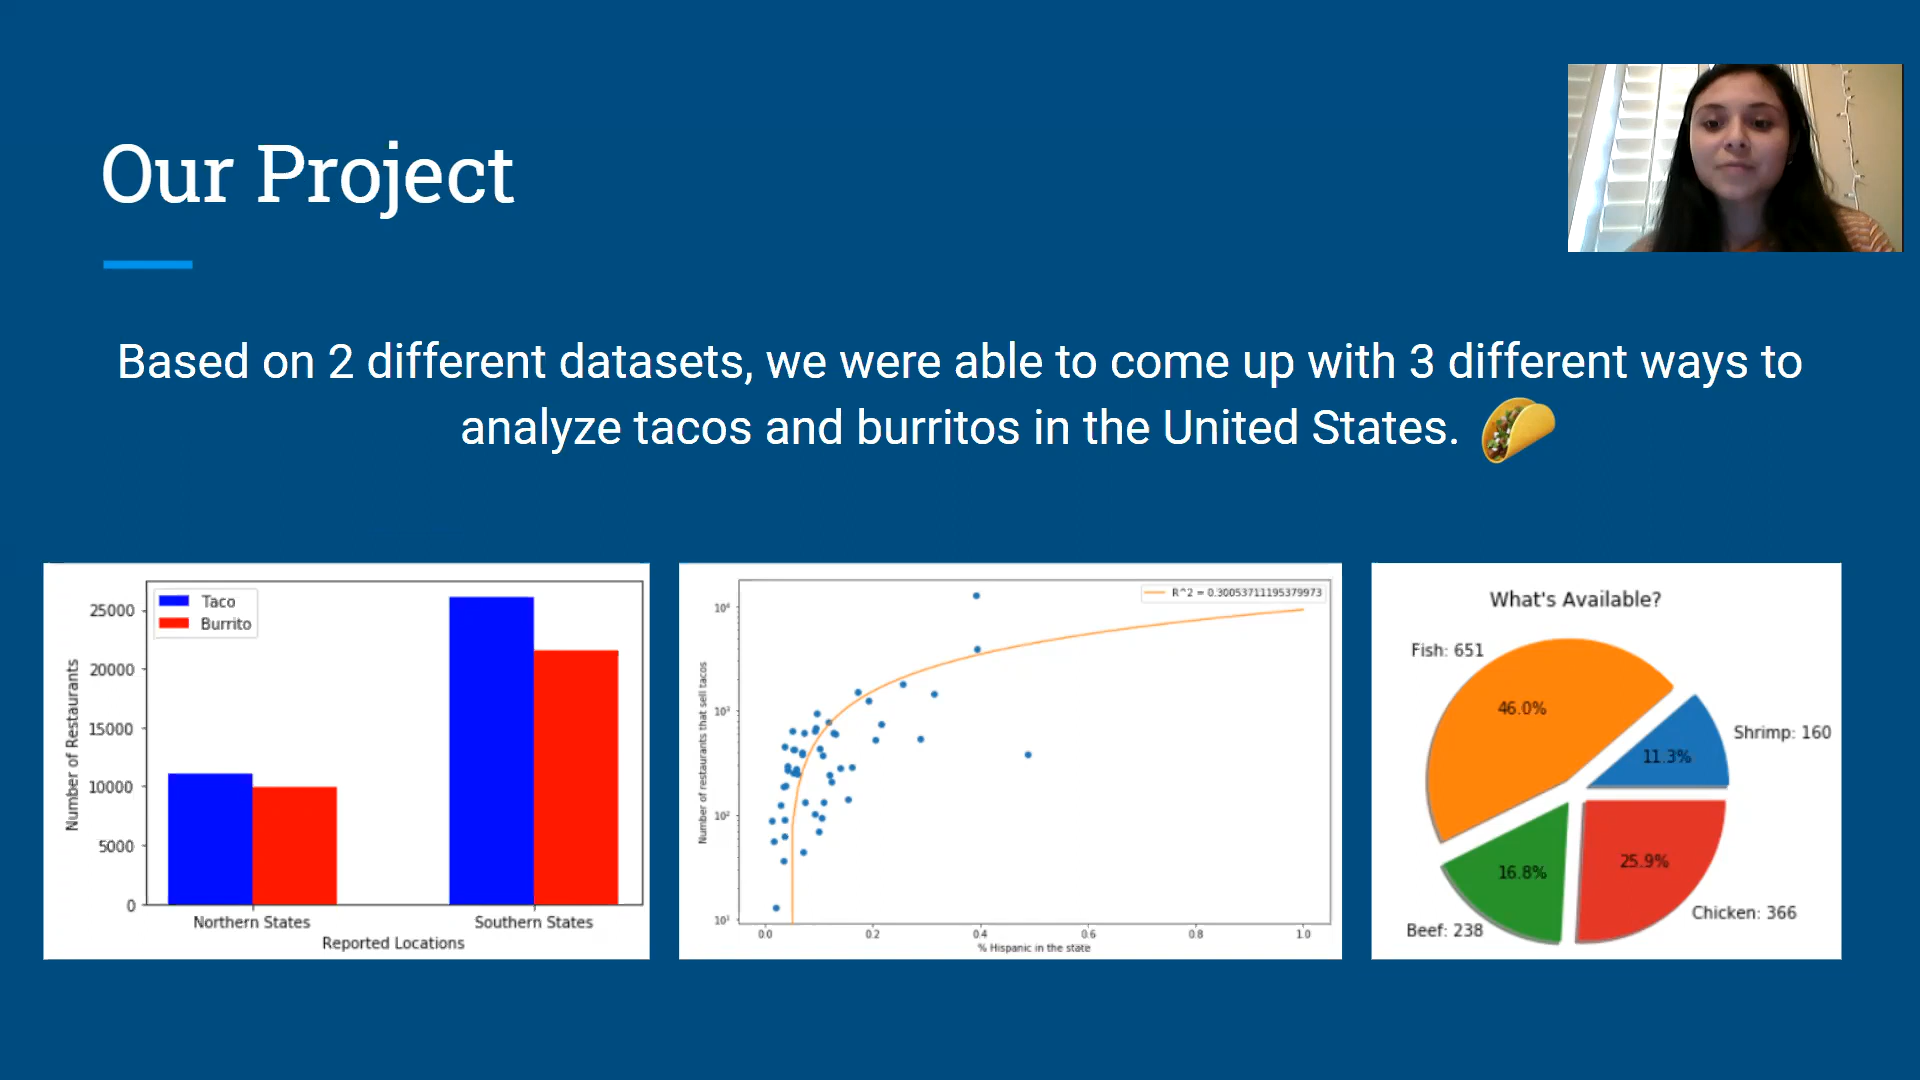 Our Project
Based on 2 different datasets, we were able to come up with 3 different ways to
analyze tacos and burritos in the United States.
Taco
Burrito
25000
20000
15000
10000
5000
0
Number of Restaurants
Northern States
Southern States
Reported Locations
R^2 = 0.30053711195379973
10⁴
10³
10²
10¹
Number of restaurants that sell tacos
0.0
0.2
0.4
0.6
0.8
1.0
% Hispanic in the state
What's Available?
Fish: 651
46.0%
Shrimp: 160
11.3%
16.8%
25.9%
Chicken: 366
Beef: 238